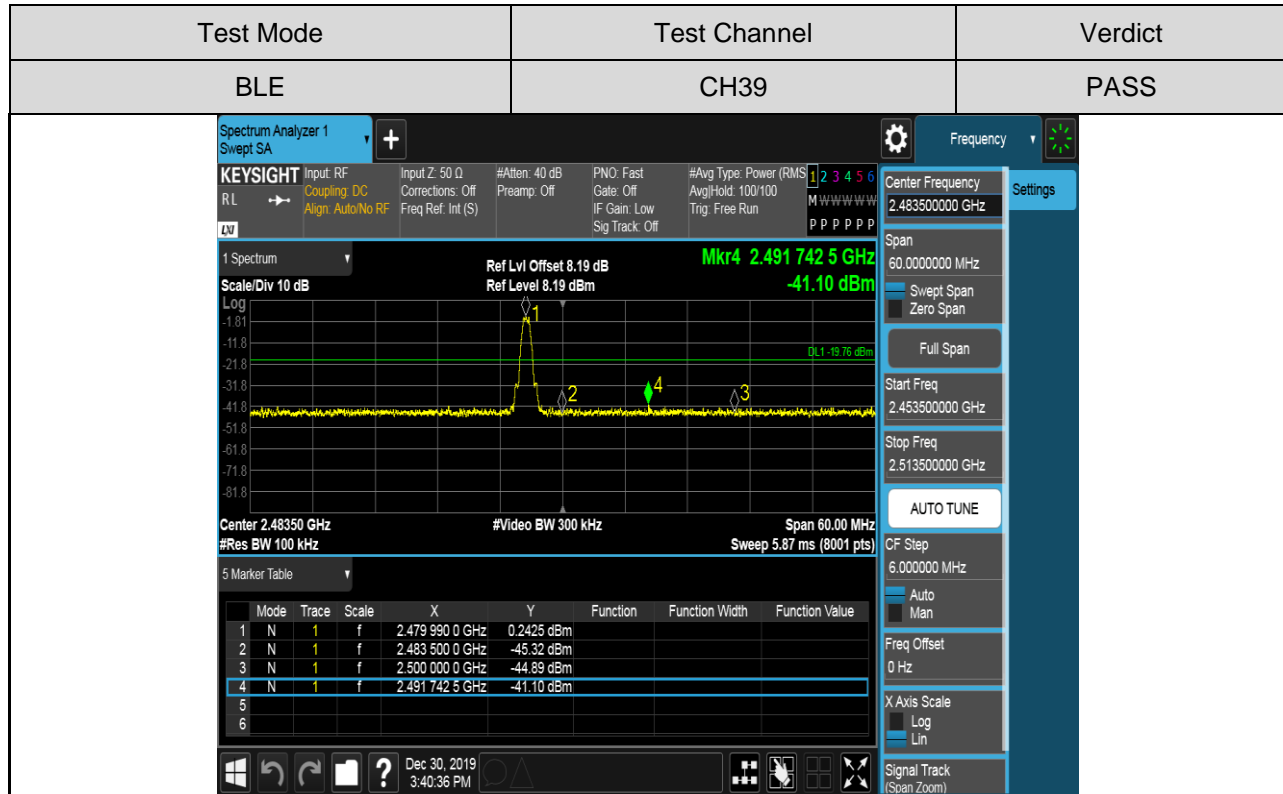 Test Mode Test Channel Verdict
BLE CH39 PASS
Spectrum Analyzer 1
Swept SA
+
Frequency
KEYSIGHT Input: RF Input Z: 50 Ω #Atten: 40 dB PNO: Fast #Avg Type: Power (RMS 1 2 3 4 5 6
RL Coupling: DC Corrections: Off Preamp: Off Gate: Off Avg|Hold: 100/100 M W W W W W
Align: Auto/No RF Freq Ref: Int (S) IF Gain: Low Trig: Free Run
LXI Sig Track: Off P P P P P P
1 Spectrum
Ref Lvl Offset 8.19 dB Mkr4 2.491 742 5 GHz
Scale/Div 10 dB Ref Level 8.19 dBm -41.10 dBm
Log
1
-1.81
-11.8
DL1 -19.76 dBm
-21.8
-31.8
2 4 3
-41.8
-51.8
-61.8
-71.8
-81.8
Center 2.48350 GHz #Video BW 300 kHz Span 60.00 MHz
#Res BW 100 kHz Sweep 5.87 ms (8001 pts)
5 Marker Table
Mode Trace Scale X Y Function Function Width Function Value
1 N 1 f 2.479 990 0 GHz 0.2425 dBm
2 N 1 f 2.483 500 0 GHz -45.32 dBm
3 N 1 f 2.500 000 0 GHz -44.89 dBm
4 N 1 f 2.491 742 5 GHz -41.10 dBm
5
6
? Dec 30, 2019
3:40:36 PM
Center Frequency
2.483500000 GHz
Settings
Span
60.0000000 MHz
Swept Span
Zero Span
Full Span
Start Freq
2.453500000 GHz
Stop Freq
2.513500000 GHz
AUTO TUNE
CF Step
6.000000 MHz
Auto
Man
Freq Offset
0 Hz
X Axis Scale
Log
Lin
Signal Track
(Span Zoom)